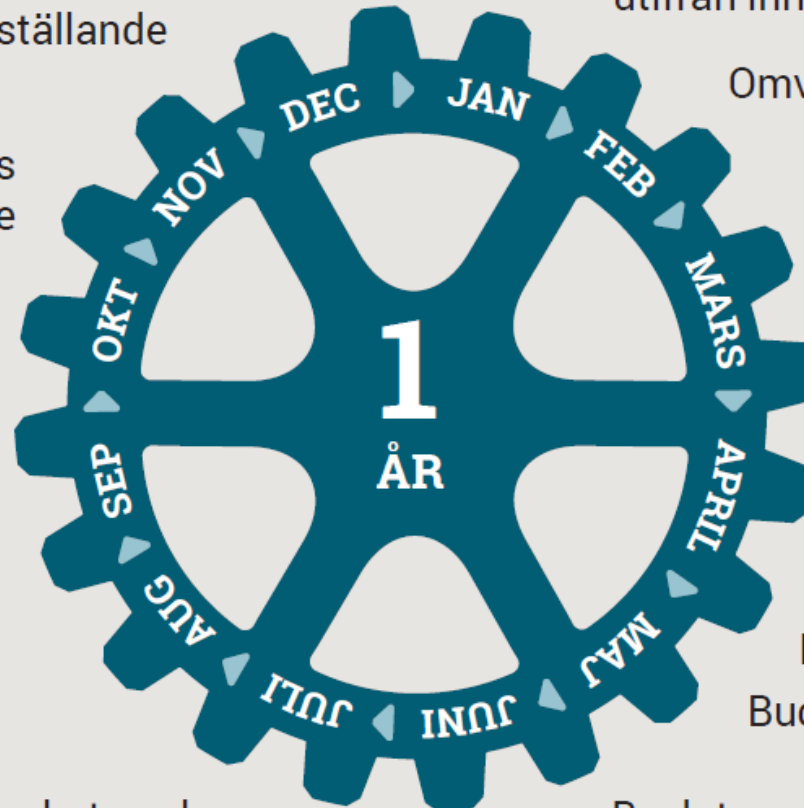 ställande
Omv
s
e
DEC
JAN
FEB
MARS
APRIL
MAJ
JUNI
JULI
AUG
SEP
OKT
NOV
1
ÅR
Bud